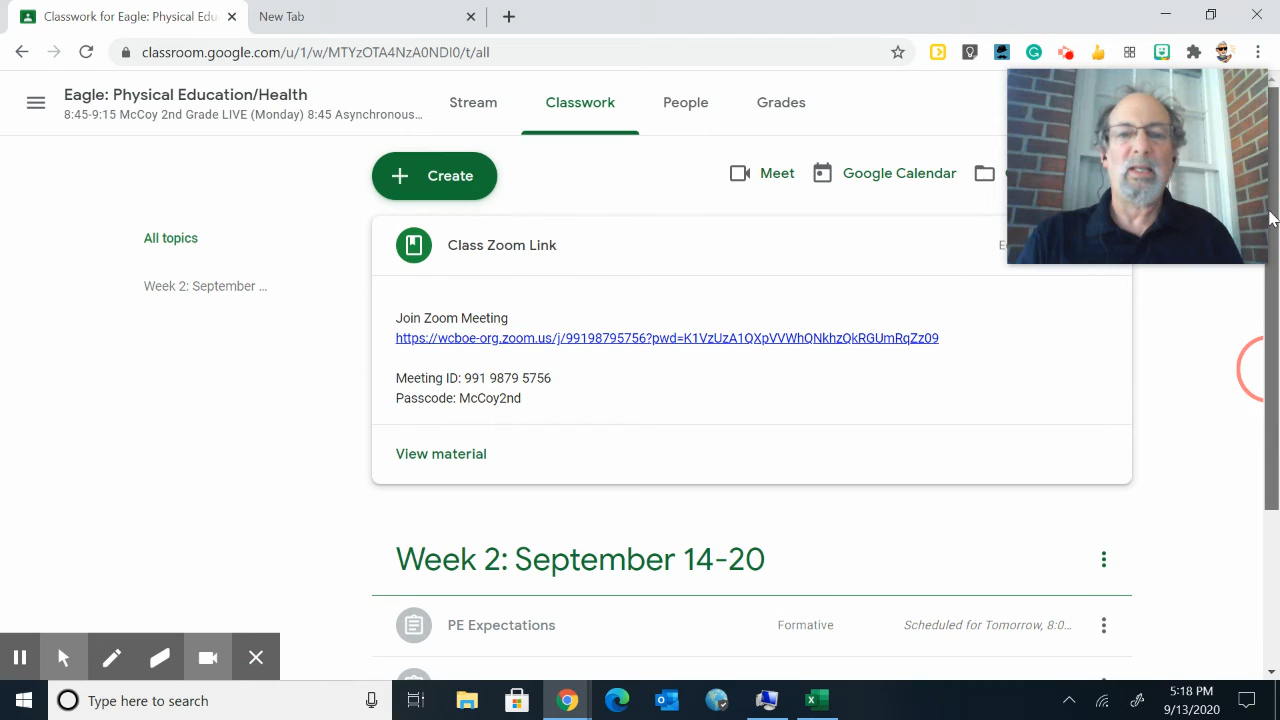 Classwork for Eagle: Physical Edu
New Tab
classroom.google.com/u/1/w/MTYzOTA4NzA0NDI0/t/all
Eagle: Physical Education/Health
8:45-9:15 McCoy 2nd Grade LIVE (Monday) 8:45 Asynchronous...
Stream
Classwork
People
Grades
Create
Meet
Google Calendar
All topics
Week 2: September ...
Class Zoom Link
Join Zoom Meeting
https://wcboe-org.zoom.us/j/99198795756?pwd=K1VzUzA1QXpVVWhQNkhzQkRGUmRqZz09
Meeting ID: 991 9879 5756
Passcode: McCoy2nd
View material
Week 2: September 14-20
PE Expectations
Formative
Scheduled for Tomorrow, 8:0...
Type here to search
5:18 PM
9/13/2020